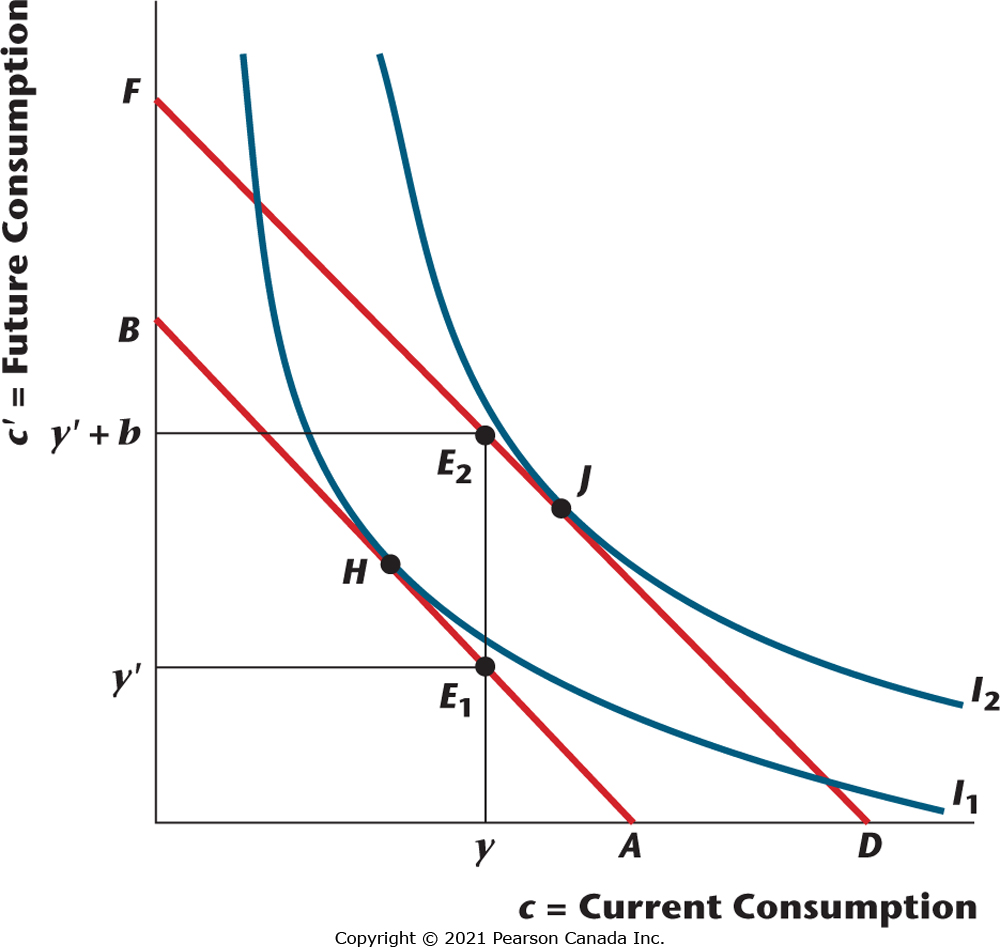 c' = Future Consumption
F
B
y' + b
E2
J
H
y'
E1
I2
I1
y
A
D
c = Current Consumption
Copyright © 2021 Pearson Canada Inc.